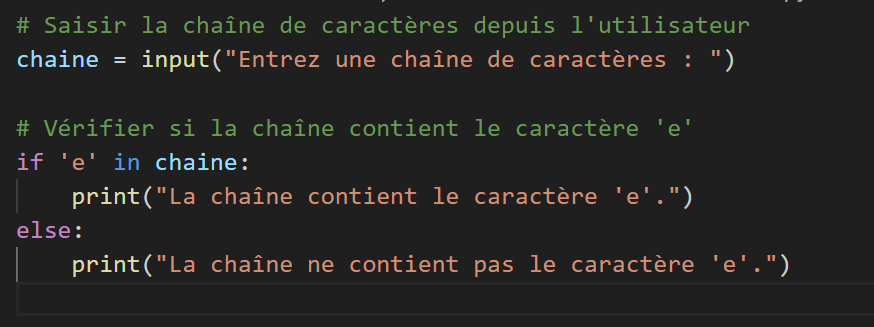 # Saisir la chaîne de caractères depuis l'utilisateur
chaine = input("Entrez une chaîne de caractères : ")
# Vérifier si la chaîne contient le caractère 'e'
if 'e' in chaine:
    print("La chaîne contient le caractère 'e'.")
else:
    print("La chaîne ne contient pas le caractère 'e'.")